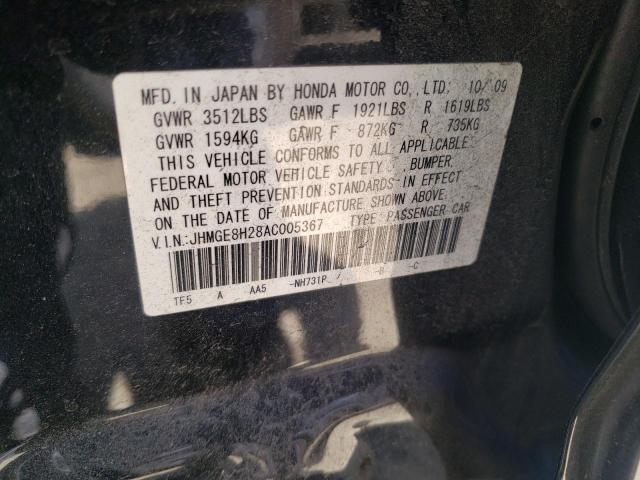 MFD. IN JAPAN BY HONDA MOTOR CO.,LTD. 10/09
GVWR 3512LBS GAWR F 1921LBS R 1619LBS
GVWR 1594KG GAWR F 872KG R 735KG
THIS VEHICLE CONFORMS TO ALL APPLICABLE
FEDERAL MOTOR VEHICLE SAFETY, BUMPER,
AND THEFT PREVENTION STANDARDS IN EFFECT
ON THE DATE OF MANUFACTURE SHOWN ABOVE.
V.I.N.:JHMGE8H28AC005367 TYPE: PASSENGER CAR
TF5 A AA5 -NH731P / -B -C